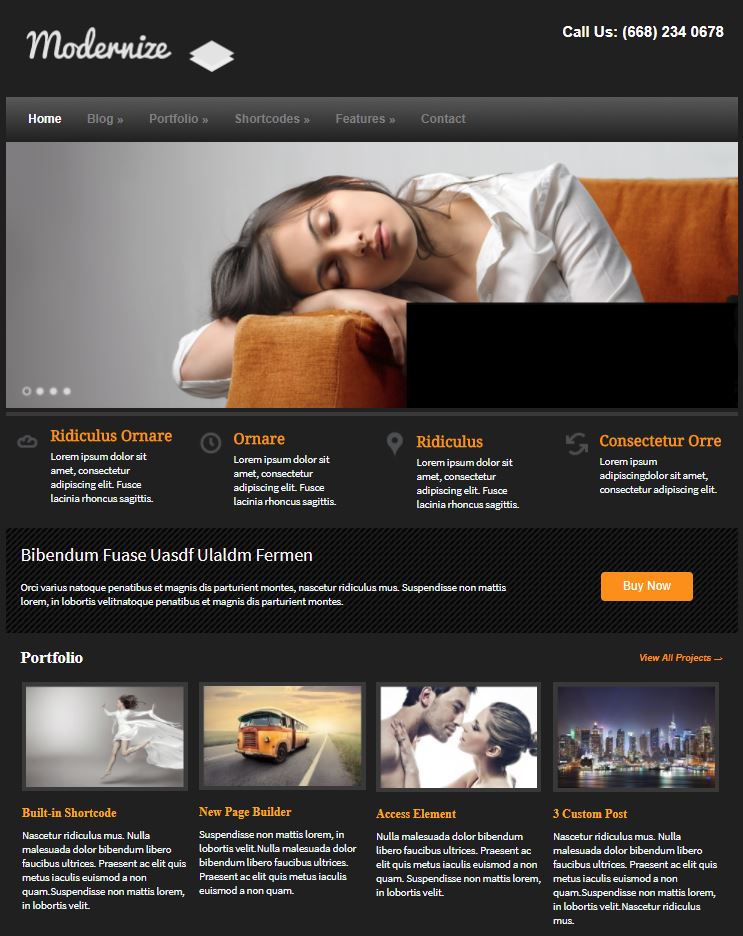 Modernize
Call Us: (668) 234 0678
Home Blog » Portfolio » Shortcodes » Features » Contact
Ridiculus Ornare
Lorem ipsum dolor sit
amet, consectetur
adipiscing elit. Fusce
lacinia rhoncus sagittis.
Ornare
Lorem ipsum dolor sit
amet, consectetur
adipiscing elit. Fusce
lacinia rhoncus sagittis.
Ridiculus
Lorem ipsum dolor sit
amet, consectetur
adipiscing elit. Fusce
lacinia rhoncus sagittis.
Consectetur Orre
Lorem ipsum
adipiscingdolor sit amet,
consectetur adipiscing elit.
Bibendum Fuase Uasdf Ulaldm Fermen
Orci varius natoque penatibus et magnis dis parturient montes, nascetur ridiculus mus. Suspendisse non mattis
lorem, in lobortis velitnatoque penatibus et magnis dis parturient montes.
Buy Now
Portfolio
View All Projects →
Built-in Shortcode
Nascetur ridiculus mus. Nulla
malesuada dolor bibendum libero
faucibus ultrices. Praesent ac elit quis
metus iaculis euismod a non
quam.Suspendisse non mattis lorem,
in lobortis velit.
New Page Builder
Suspendisse non mattis lorem, in
lobortis velit.Nulla malesuada dolor
bibendum libero faucibus ultrices.
Praesent ac elit quis metus iaculis
euismod a non quam.
Access Element
Nulla malesuada dolor bibendum
libero faucibus ultrices. Praesent ac
elit quis metus iaculis euismod a non
quam.Suspendisse non mattis lorem,
in lobortis velit.
3 Custom Post
Nascetur ridiculus mus. Nulla
malesuada dolor bibendum libero
faucibus ultrices. Praesent ac elit quis
metus iaculis euismod a non
quam.Suspendisse non mattis lorem,
in lobortis velit.Nascetur ridiculus
mus.